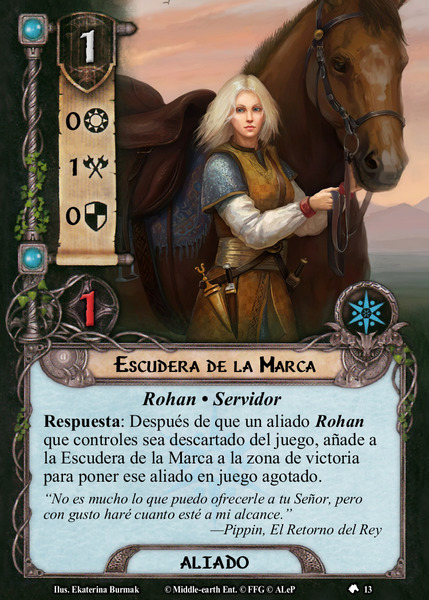 1
0
1
0
1
Escudera de la Marca
Rohan • Servidor
Respuesta: Después de que un aliado Rohan
que controles sea descartado del juego, añade a
la Escudera de la Marca a la zona de victoria
para poner ese aliado en juego agotado.
“No es mucho lo que puedo ofrecerle a tu Señor, pero
con gusto haré cuanto esté a mi alcance.”
—Pippin, El Retorno del Rey
ALIADO
Ilus. Ekaterina Burmak © Middle-earth Ent. © FFG © ALeP 13